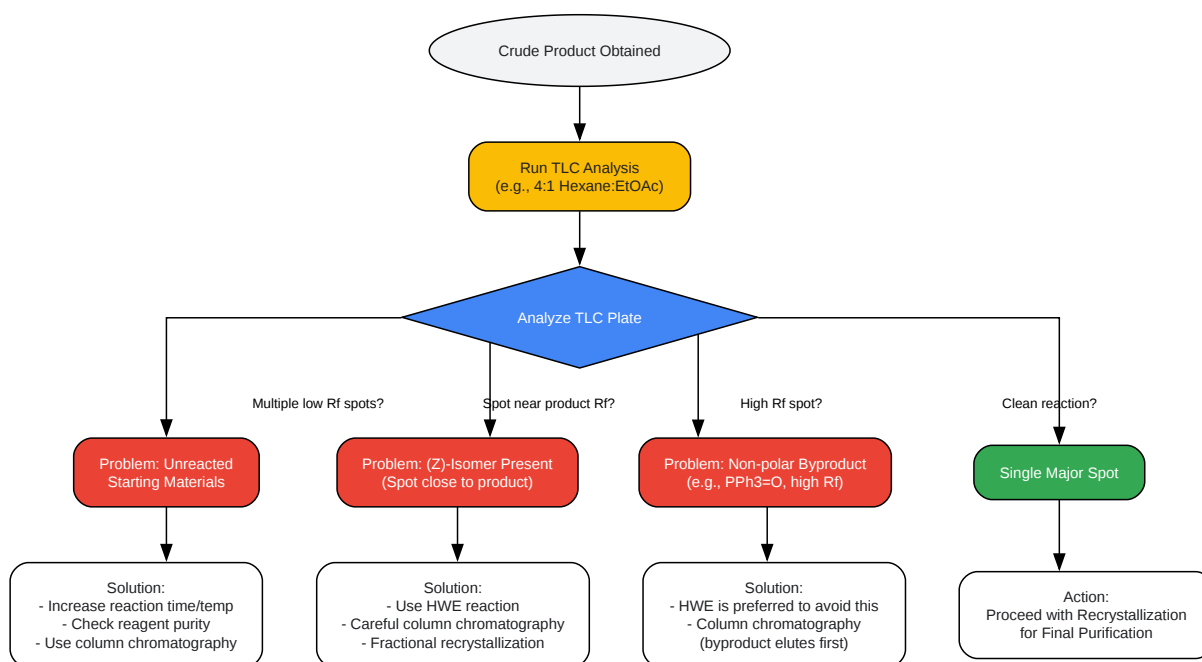 Crude Product Obtained
Run TLC Analysis
(e.g., 4:1 Hexane:EtOAc)
Analyze TLC Plate
Multiple low Rf spots?
Spot near product Rf?
High Rf spot?
Clean reaction?
Problem: Unreacted
Starting Materials
Problem: (Z)-Isomer Present
(Spot close to product)
Problem: Non-polar Byproduct
(e.g., PPh3=O, high Rf)
Single Major Spot
Solution:
- Increase reaction time/temp
- Check reagent purity
- Use column chromatography
Solution:
- Use HWE reaction
- Careful column chromatography
- Fractional recrystallization
Solution:
- HWE is preferred to avoid this
- Column chromatography
(byproduct elutes first)
Action:
Proceed with Recrystallization
for Final Purification